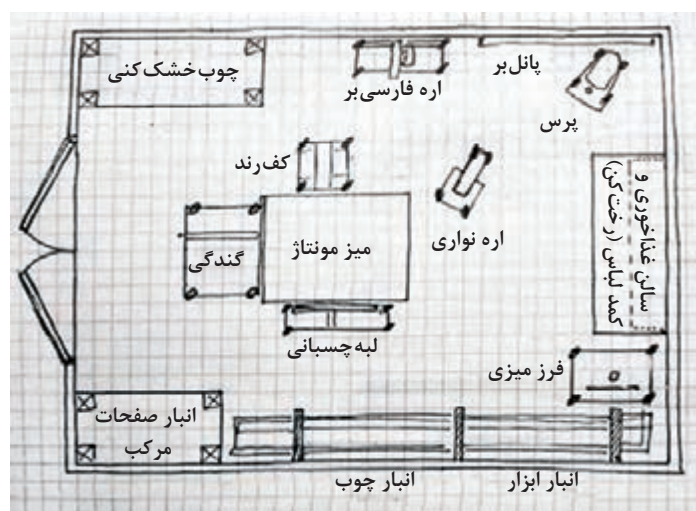 چوب‌خشک‌کنی
اره فارسی‌بر
پانل‌بر
پرس
کف‌رند
اره نواری
سالن غذاخوری و
کمد لباس (رخت‌کن)
میز مونتاژ
گندگی
لبه‌چسبانی
فرز میزی
انبار صفحات
مرکب
انبار چوب
انبار ابزار